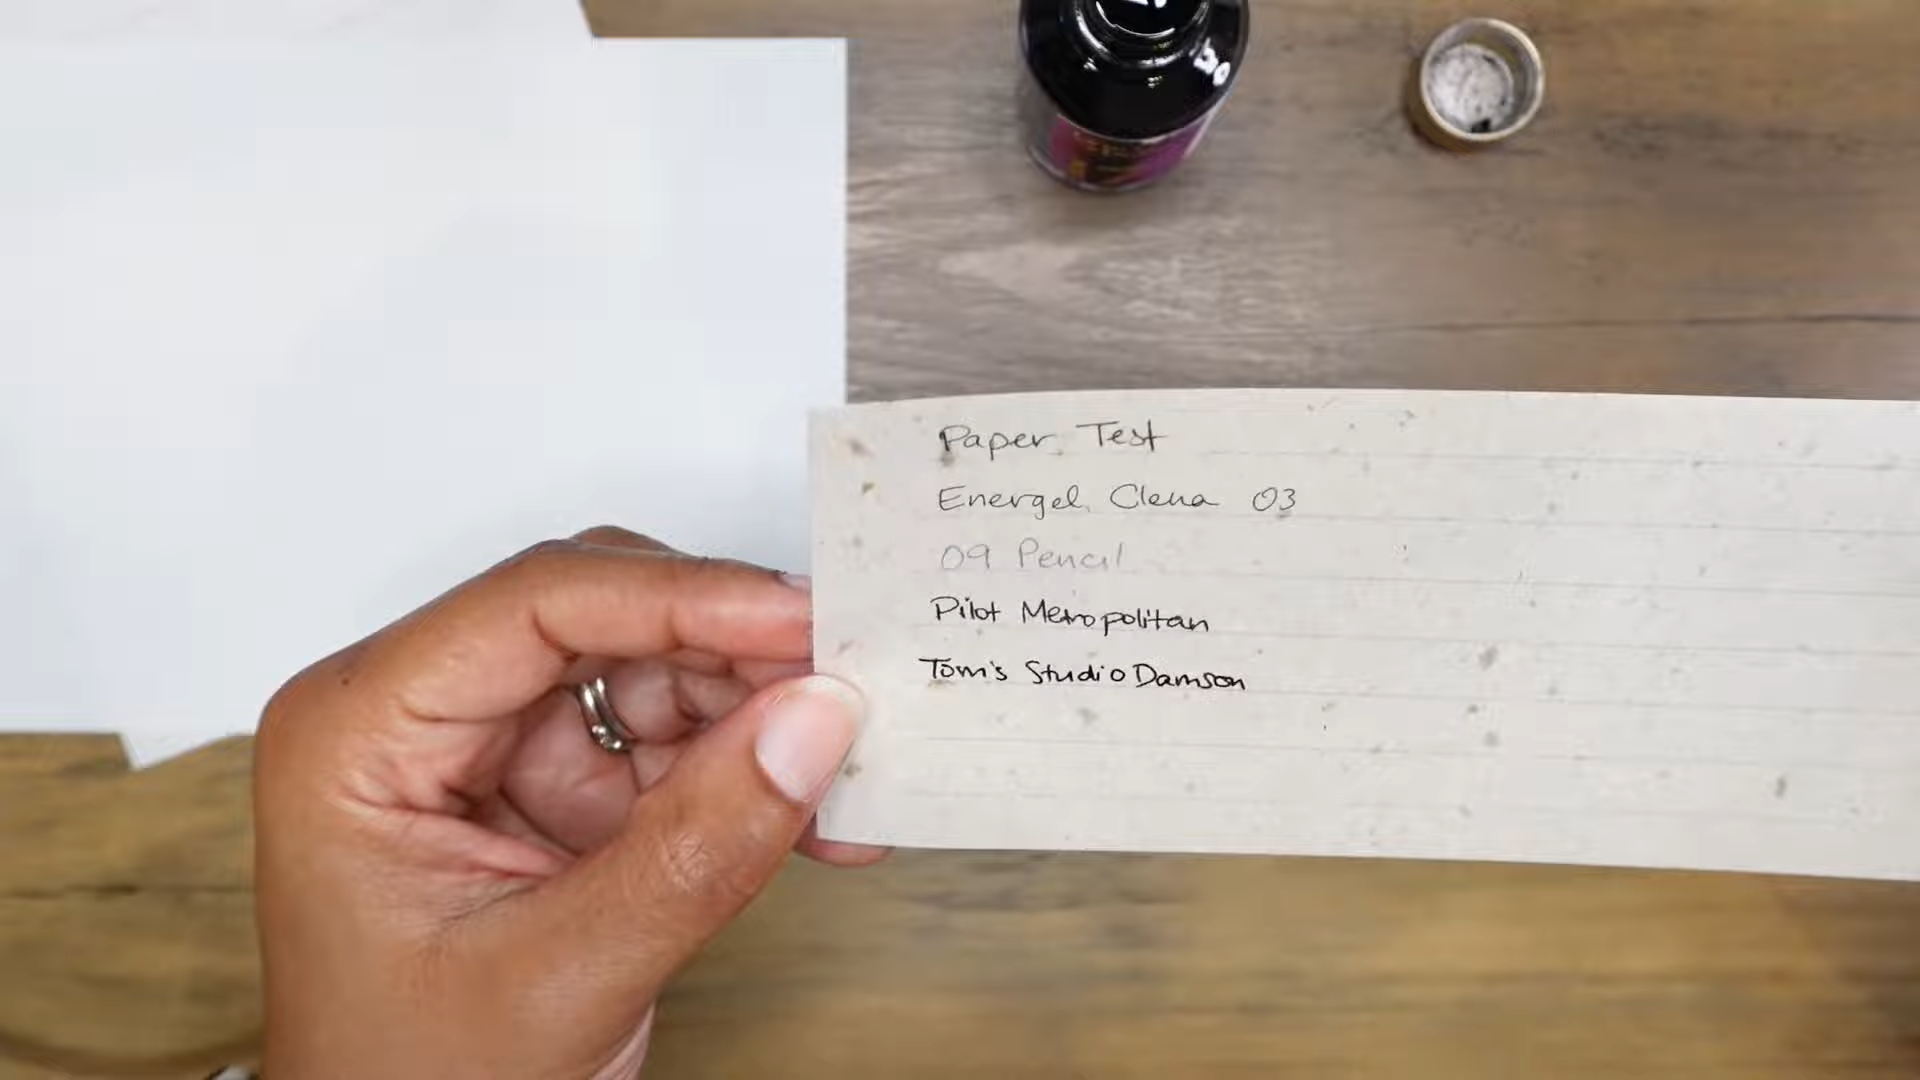 Paper Test
Energel Clena 03
09 Pencil
Pilot Metropolitan
Tom's Studio Damson